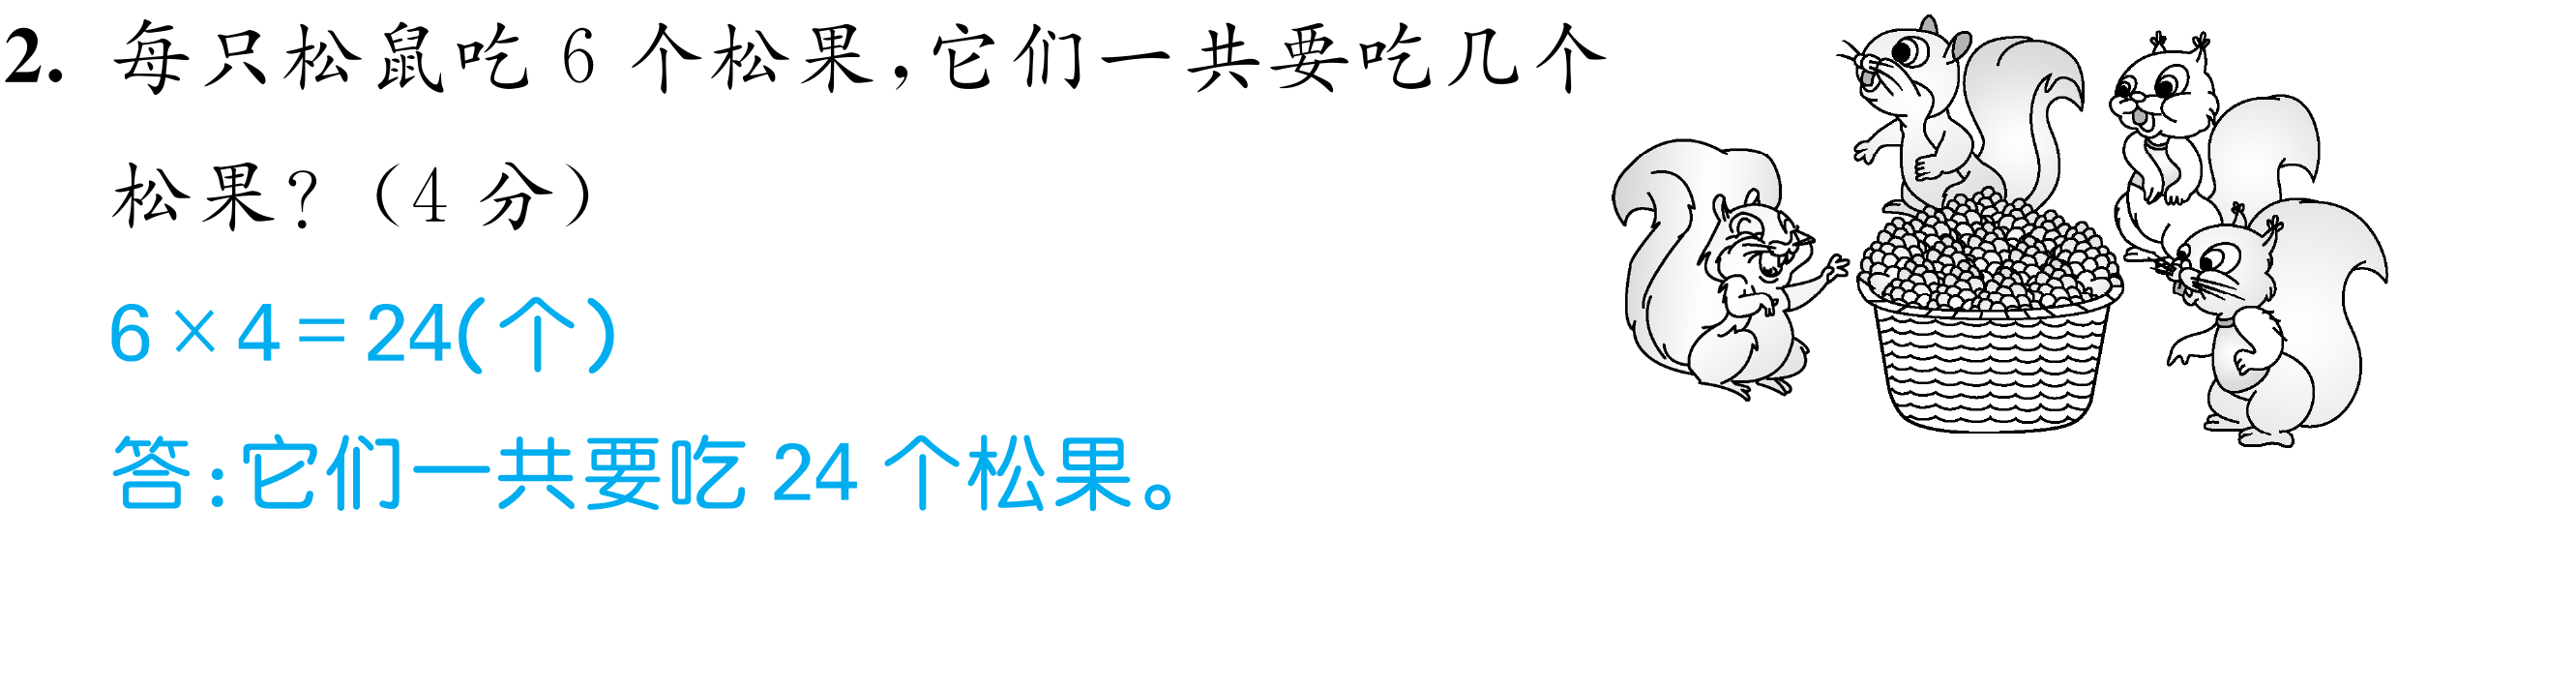 2. 每只松鼠吃 6 个松果,它们一共要吃几个
松果?(4 分)
6×4=24(个)
答:它们一共要吃 24 个松果。